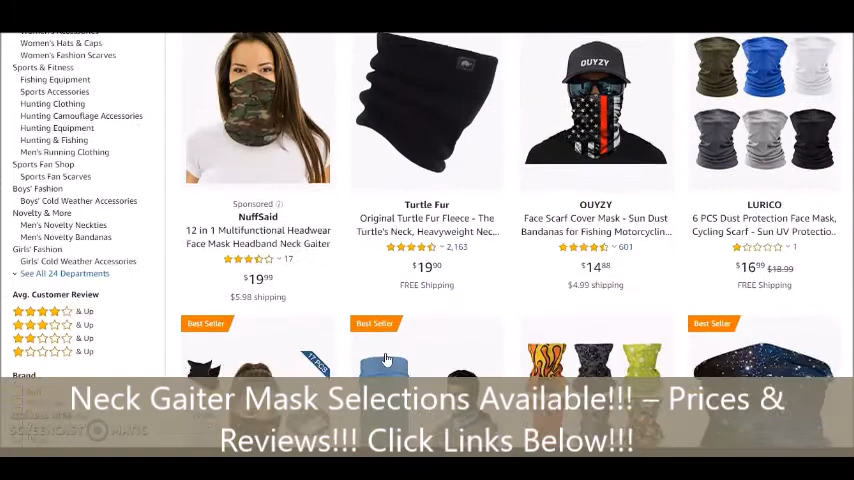 Women's Hats & Caps
Women's Fashion Scarves
Sports & Fitness
Fishing Equipment
Sports Accessories
Hunting Clothing
Hunting Camouflage Accessories
Hunting Equipment
Hunting & Fishing
Men's Running Clothing
Sports Fan Shop
Sports Fan Scarves
Boys' Fashion
Boys' Cold Weather Accessories
Novelty & More
Men's Novelty Neckties
Men's Novelty Bandanas
Girls' Fashion
Girls' Cold Weather Accessories
See All 24 Departments
Avg. Customer Review
& Up
& Up
& Up
& Up
Brand
Sponsored
NuffSaid
12 in 1 Multifunctional Headwear
Face Mask Headband Neck Gaiter
17
$19.99
$5.98 shipping
Turtle Fur
Original Turtle Fur Fleece - The
Turtle's Neck, Heavyweight Nec...
2,163
$19.90
FREE Shipping
OUYZY
OUYZY
Face Scarf Cover Mask - Sun Dust
Bandanas for Fishing Motorcyclin...
601
$14.88
$4.99 shipping
LURICO
6 PCS Dust Protection Face Mask,
Cycling Scarf - Sun UV Protectio...
1
$16.99 $18.99
FREE Shipping
Best Seller
Best Seller
Best Seller
17 PCS
Neck Gaiter Mask Selections Available!!! – Prices &
Reviews!!! Click Links Below!!!
SCREENCAST MATIC